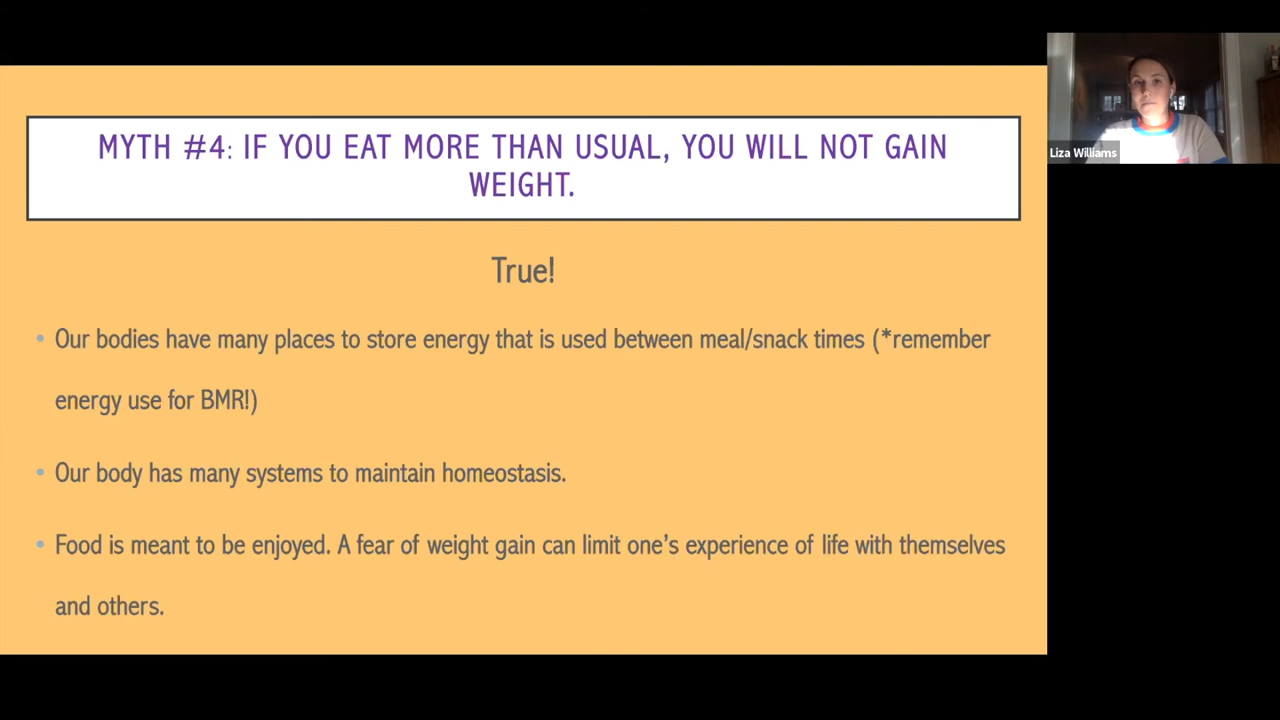 MYTH #4: IF YOU EAT MORE THAN USUAL, YOU WILL NOT GAIN
WEIGHT.
True!
• Our bodies have many places to store energy that is used between meal/snack times (*remember
energy use for BMR!)
• Our body has many systems to maintain homeostasis.
• Food is meant to be enjoyed. A fear of weight gain can limit one’s experience of life with themselves
and others.
Liza Williams